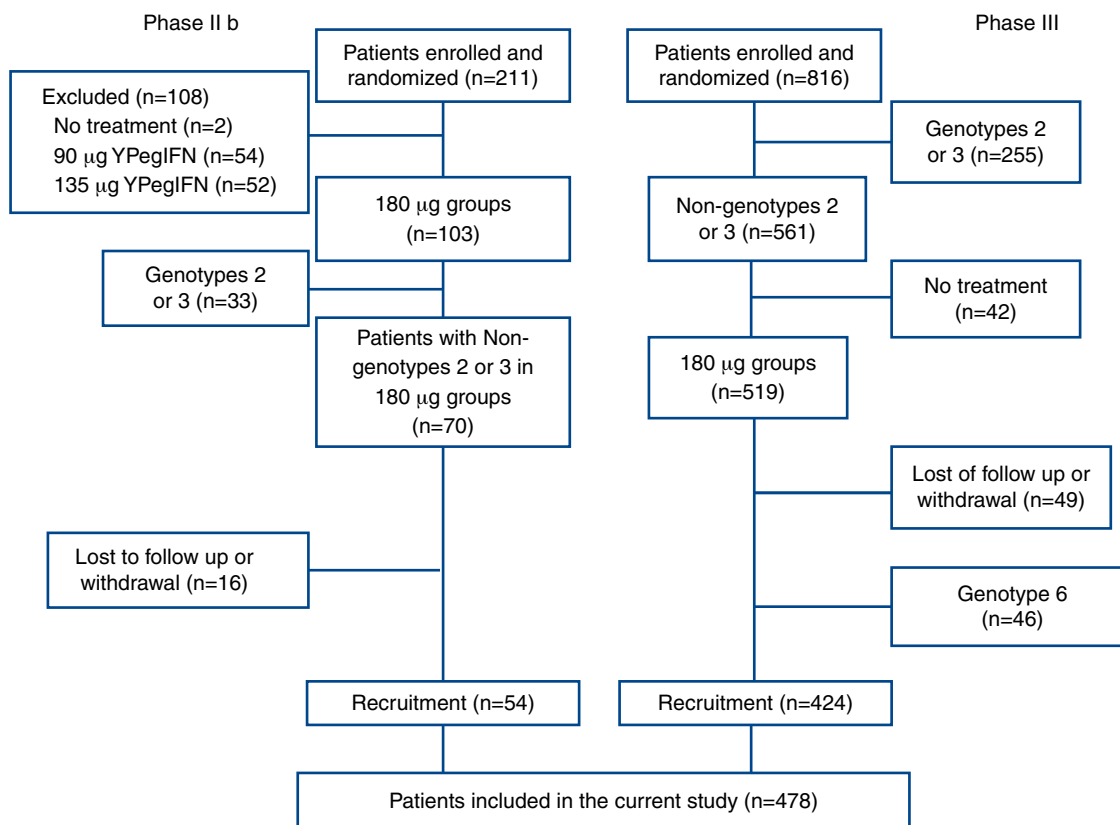 Phase II b
Patients enrolled and
randomized (n=211)
Excluded (n=108)
No treatment (n=2)
90 μg YPegIFN (n=54)
135 μg YPegIFN (n=52)
180 μg groups
(n=103)
Genotypes 2
or 3 (n=33)
Patients with Non-
genotypes 2 or 3 in
180 μg groups
(n=70)
Lost to follow up or
withdrawal (n=16)
Recruitment (n=54)
Phase III
Patients enrolled and
randomized (n=816)
Genotypes 2
or 3 (n=255)
Non-genotypes 2
or 3 (n=561)
No treatment
(n=42)
180 μg groups
(n=519)
Lost of follow up or
withdrawal (n=49)
Genotype 6
(n=46)
Recruitment (n=424)
Patients included in the current study (n=478)